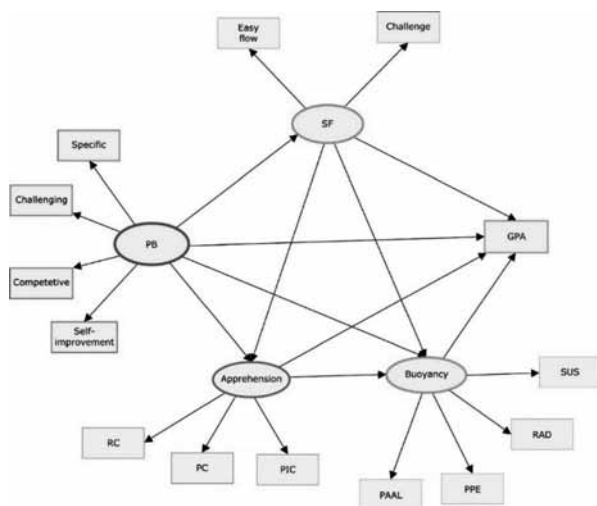 Easy
flow
Challenge
SF
Specific
Challenging
PB
GPA
Competetive
Self-
improvement
Apprehension
Buoyancy
SUS
RC
RAD
PC
PIC
PAAL
PPE